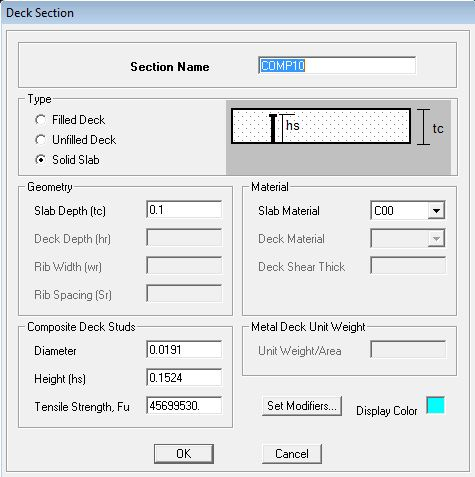 Deck Section
Section Name COMP10
Type
Filled Deck
Unfilled Deck
Solid Slab
hs
tc
Geometry
Slab Depth (tc) 0.1
Deck Depth (hr)
Rib Width (wr)
Rib Spacing (Sr)
Material
Slab Material C00
Deck Material
Deck Shear Thick
Composite Deck Studs
Diameter 0.0191
Height (hs) 0.1524
Tensile Strength, Fu 45699530.
Metal Deck Unit Weight
Unit Weight/Area
Set Modifiers... Display Color
OK Cancel